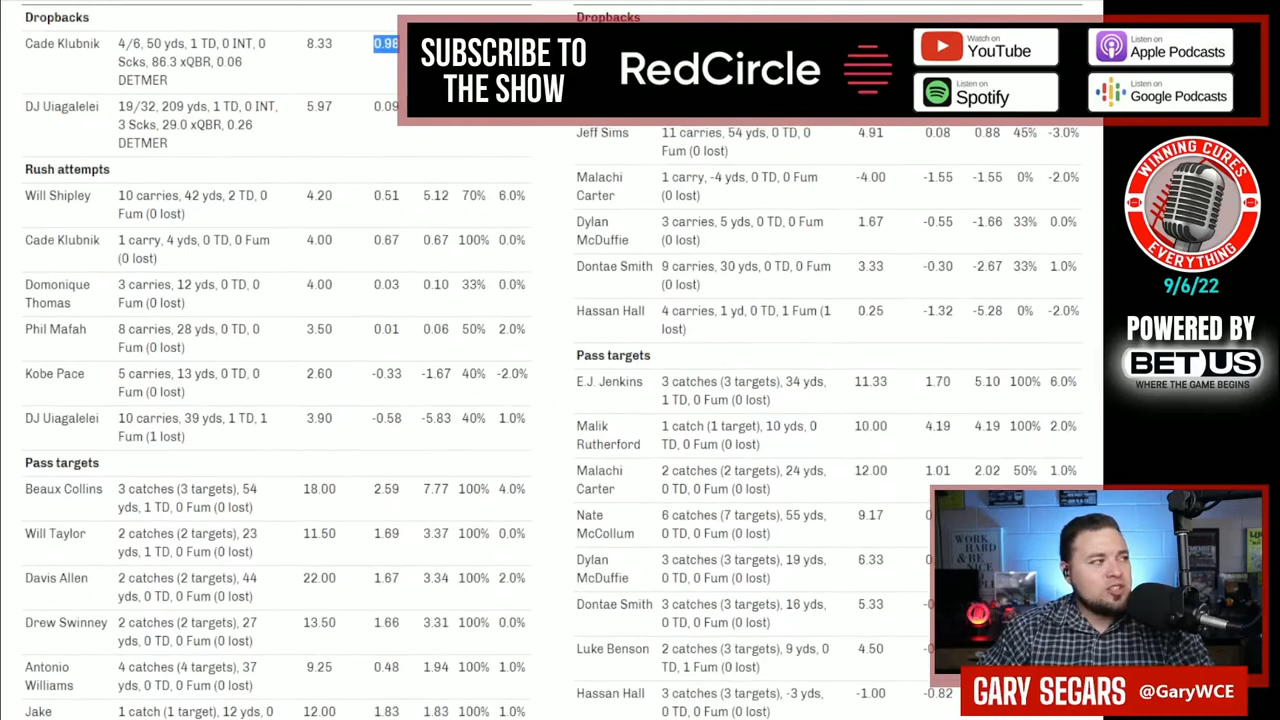 Dropbacks
Cade Klubnik 4/6, 50 yds, 1 TD, 0 INT, 0 8.33 0.98
Scks, 86.3 xQBR, 0.06
DETMER
DJ Uiagalelei 19/32, 209 yds, 1 TD, 0 INT, 5.97 0.09
3 Scks, 29.0 xQBR, 0.26
DETMER
Rush attempts
Will Shipley 10 carries, 42 yds, 2 TD, 0 4.20 0.51 5.12 70% 6.0%
Fum (0 lost)
Cade Klubnik 1 carry, 4 yds, 0 TD, 0 Fum 4.00 0.67 0.67 100% 0.0%
(0 lost)
Domonique 3 carries, 12 yds, 0 TD, 0 4.00 0.03 0.10 33% 0.0%
Thomas Fum (0 lost)
Phil Mafah 8 carries, 28 yds, 0 TD, 0 3.50 0.01 0.06 50% 2.0%
Fum (0 lost)
Kobe Pace 5 carries, 13 yds, 0 TD, 0 2.60 -0.33 -1.67 40% -2.0%
Fum (0 lost)
DJ Uiagalelei 10 carries, 39 yds, 1 TD, 1 3.90 -0.58 -5.83 40% 1.0%
Fum (1 lost)
Pass targets
Beaux Collins 3 catches (3 targets), 54 18.00 2.59 7.77 100% 4.0%
yds, 1 TD, 0 Fum (0 lost)
Will Taylor 2 catches (2 targets), 23 11.50 1.69 3.37 100% 0.0%
yds, 1 TD, 0 Fum (0 lost)
Davis Allen 2 catches (2 targets), 44 22.00 1.67 3.34 100% 2.0%
yds, 0 TD, 0 Fum (0 lost)
Drew Swinney 2 catches (2 targets), 27 13.50 1.66 3.31 100% 0.0%
yds, 0 TD, 0 Fum (0 lost)
Antonio 4 catches (4 targets), 37 9.25 0.48 1.94 100% 1.0%
Williams yds, 0 TD, 0 Fum (0 lost)
Jake 1 catch (1 target), 12 yds, 0 12.00 1.83 1.83 100% 1.0%
Dropbacks
Jeff Sims 11 carries, 54 yds, 0 TD, 0 4.91 0.08 0.88 45% -3.0%
Fum (0 lost)
Malachi 1 carry, -4 yds, 0 TD, 0 Fum -4.00 -1.55 -1.55 0% -2.0%
Carter (0 lost)
Dylan 3 carries, 5 yds, 0 TD, 0 Fum 1.67 -0.55 -1.66 33% 0.0%
McDuffie (0 lost)
Dontae Smith 9 carries, 30 yds, 0 TD, 0 Fum 3.33 -0.30 -2.67 33% 1.0%
(0 lost)
Hassan Hall 4 carries, 1 yd, 0 TD, 1 Fum (1 0.25 -1.32 -5.28 0% -2.0%
lost)
Pass targets
E.J. Jenkins 3 catches (3 targets), 34 yds, 11.33 1.70 5.10 100% 6.0%
1 TD, 0 Fum (0 lost)
Malik 1 catch (1 target), 10 yds, 0 10.00 4.19 4.19 100% 2.0%
Rutherford TD, 0 Fum (0 lost)
Malachi 2 catches (2 targets), 24 yds, 12.00 1.01 2.02 50% 1.0%
Carter 0 TD, 0 Fum (0 lost)
Nate 6 catches (7 targets), 55 yds, 9.17
McCollum 0 TD, 0 Fum (0 lost)
Dylan 3 catches (3 targets), 19 yds, 6.33
McDuffie 0 TD, 0 Fum (0 lost)
Dontae Smith 3 catches (3 targets), 16 yds, 5.33
0 TD, 0 Fum (0 lost)
Luke Benson 2 catches (3 targets), 9 yds, 0 4.50
TD, 1 Fum (0 lost)
Hassan Hall 3 catches (3 targets), -3 yds, -1.00 -0.82
0 TD, 0 Fum (0 lost)
SUBSCRIBE TO
THE SHOW
RedCircle
Watch on
YouTube
Listen on
Apple Podcasts
Listen on
Spotify
Listen on
Google Podcasts
WINNING CURES
EVERYTHING
9/6/22
POWERED BY
BETUS
WHERE THE GAME BEGINS
WORK
HARD
& BE
NICE
GARY SEGARS @GaryWCE